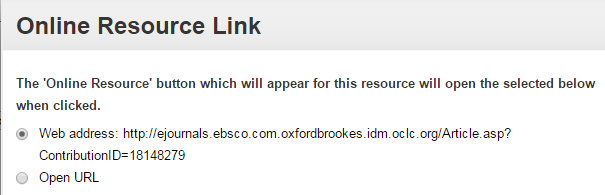 Online Resource Link
The 'Online Resource' button which will appear for this resource will open the selected below
when clicked.
Web address: http://ejournals.ebsco.com.oxfordbrookes.idm.oclc.org/Article.asp?
ContributionID=18148279
Open URL